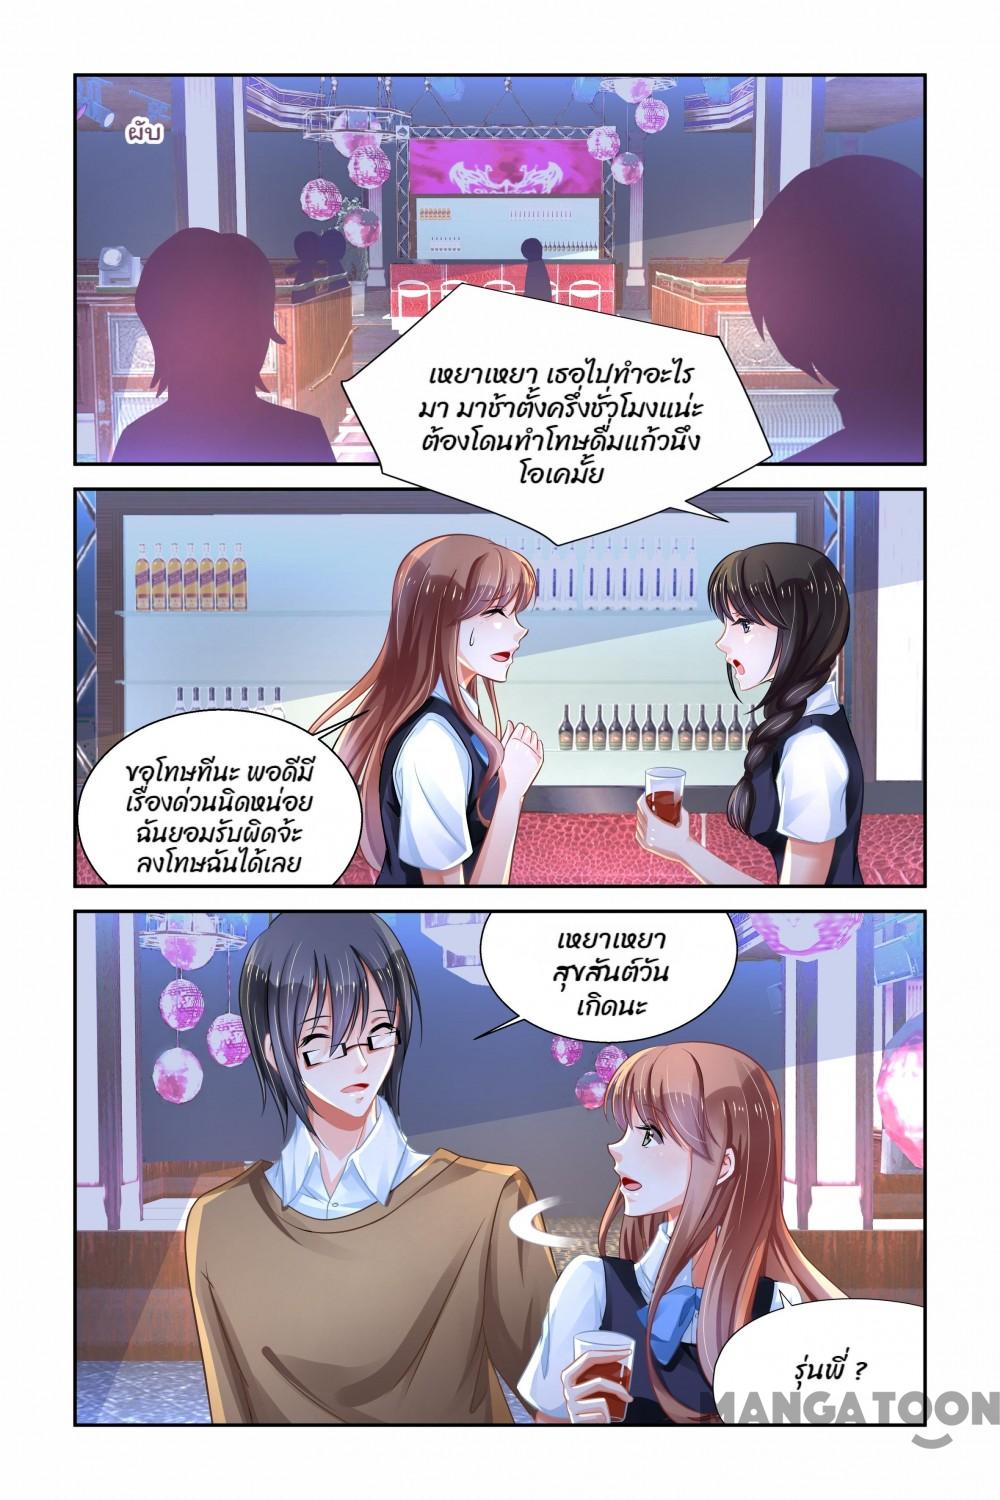 ผับ
เหยาเหยา เธอไปทำอะไร
มา มาช้าตั้งครึ่งชั่วโมงแน่ะ
ต้องโดนทำโทษดื่มแก้วนึง
โอเคมั้ย
ขอโทษทีนะ พอดีมี
เรื่องด่วนนิดหน่อย
ฉันยอมรับผิดจ้ะ
ลงโทษฉันได้เลย
เหยาเหยา
สุขสันต์วัน
เกิดนะ
รุ่นพี่ ?
MANGATOON